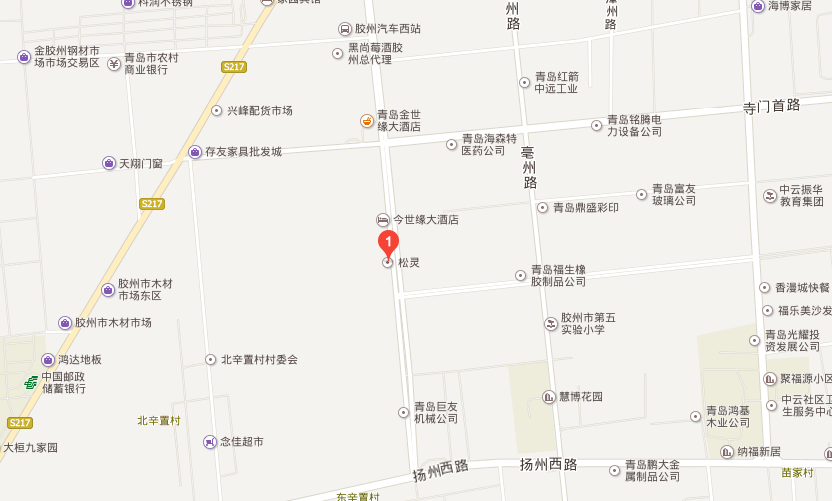 科润不锈钢
家园宾馆
州路
海博家居
胶州汽车西站
金胶州钢材市
场市场交易区
青岛市农村
商业银行
黑尚莓酒胶
州总代理
S217
青岛红箭
中远工业
兴峰配货市场
青岛金世
缘大酒店
寺门首路
青岛铭腾电
力设备公司
青岛海森特
医药公司
存友家具批发城
天翔门窗
亳州路
中云振华
教育集团
青岛富友
玻璃公司
S217
青岛鼎盛彩印
今世缘大酒店
1
松灵
青岛福生橡
胶制品公司
胶州市木材
市场东区
香漫城快餐
福乐美沙发
胶州市木材市场
胶州市第五
实验小学
青岛光耀投
资发展公司
鸿达地板
北辛置村村委会
中国邮政
储蓄银行
聚福源小区
慧博花园
中云社区卫
生服务中心
青岛巨友
机械公司
青岛鸿基
木业公司
S217
北辛置村
念佳超市
大桓九家园
纳福新居
扬州西路
扬州西路
青岛鹏大金
属制品公司
苗家村
东辛置村